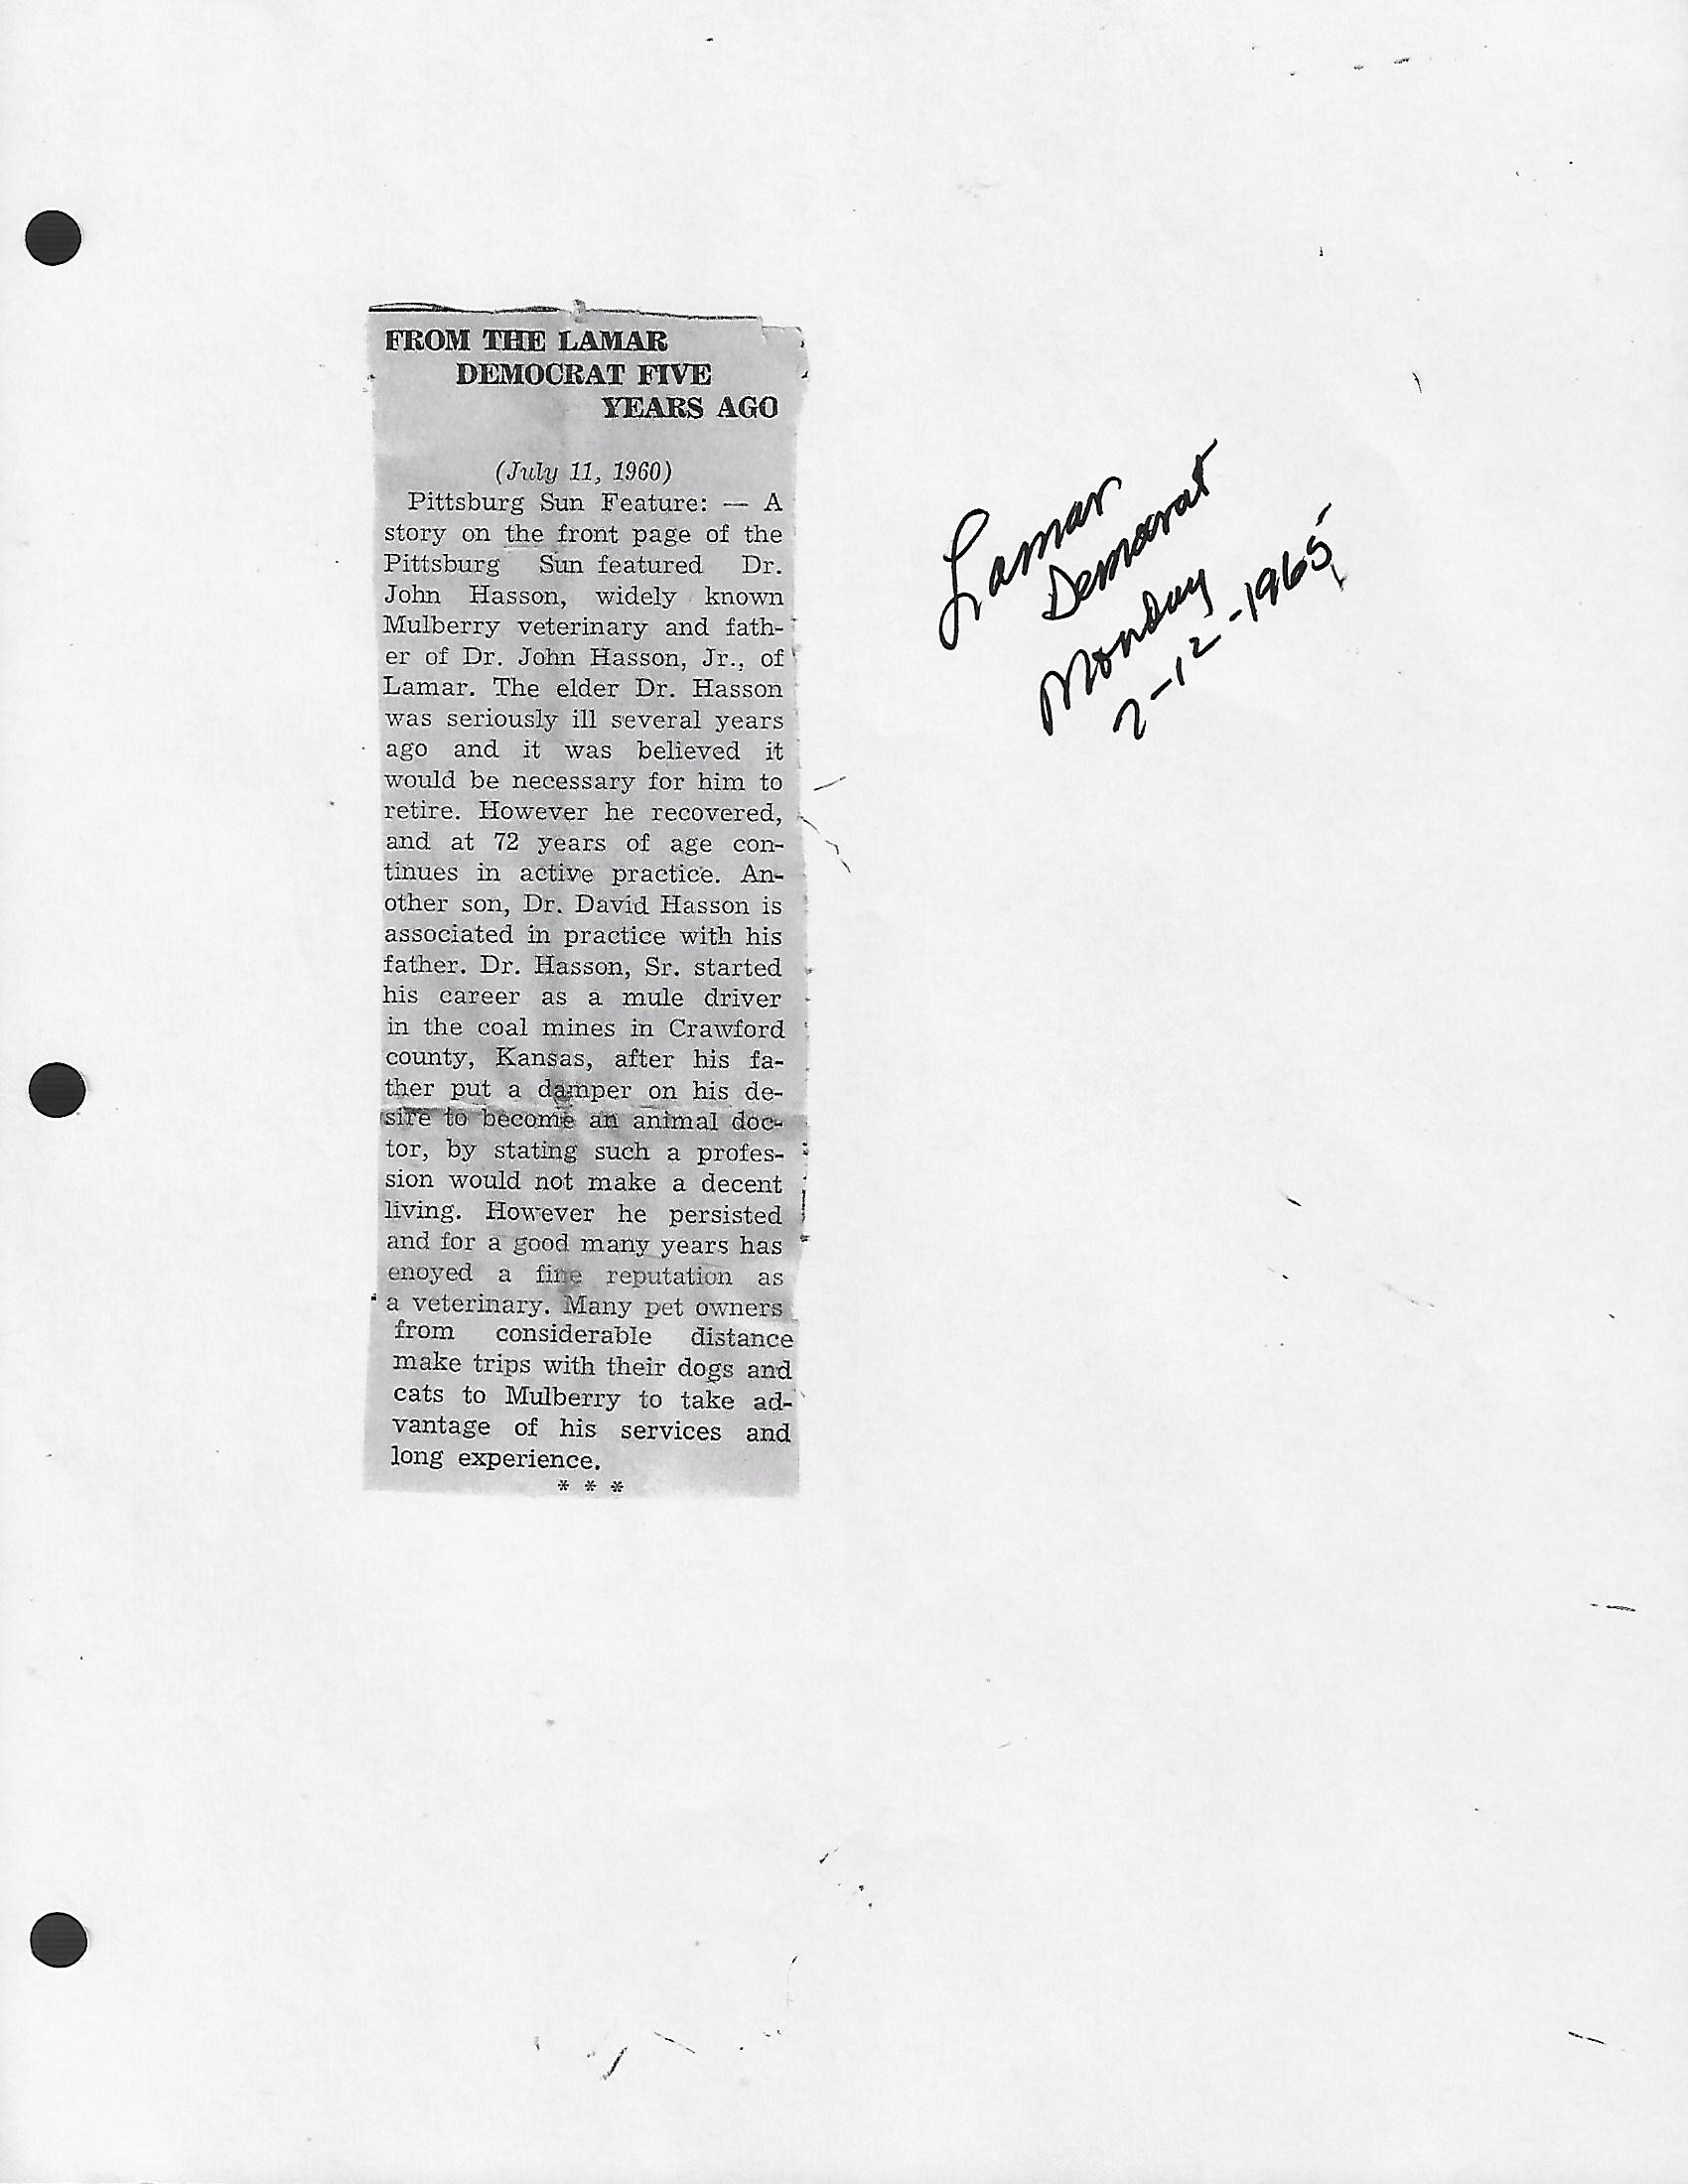 FROM THE LAMAR
DEMOCRAT FIVE
YEARS AGO
(July 11, 1960)
Pittsburg Sun Feature: — A
story on the front page of the
Pittsburg Sun featured Dr.
John Hasson, widely known
Mulberry veterinary and fath-
er of Dr. John Hasson, Jr., of
Lamar. The elder Dr. Hasson
was seriously ill several years
ago and it was believed it
would be necessary for him to
retire. However he recovered,
and at 72 years of age con-
tinues in active practice. An-
other son, Dr. David Hasson is
associated in practice with his
father. Dr. Hasson, Sr. started
his career as a mule driver
in the coal mines in Crawford
county, Kansas, after his fa-
ther put a damper on his de-
sire to become an animal doc-
tor, by stating such a profes-
sion would not make a decent
living. However he persisted
and for a good many years has
enoyed a fine reputation as
a veterinary. Many pet owners
from considerable distance
make trips with their dogs and
cats to Mulberry to take ad-
vantage of his services and
long experience.
* * *
Lamar
Democrat
Monday
7-12-1965